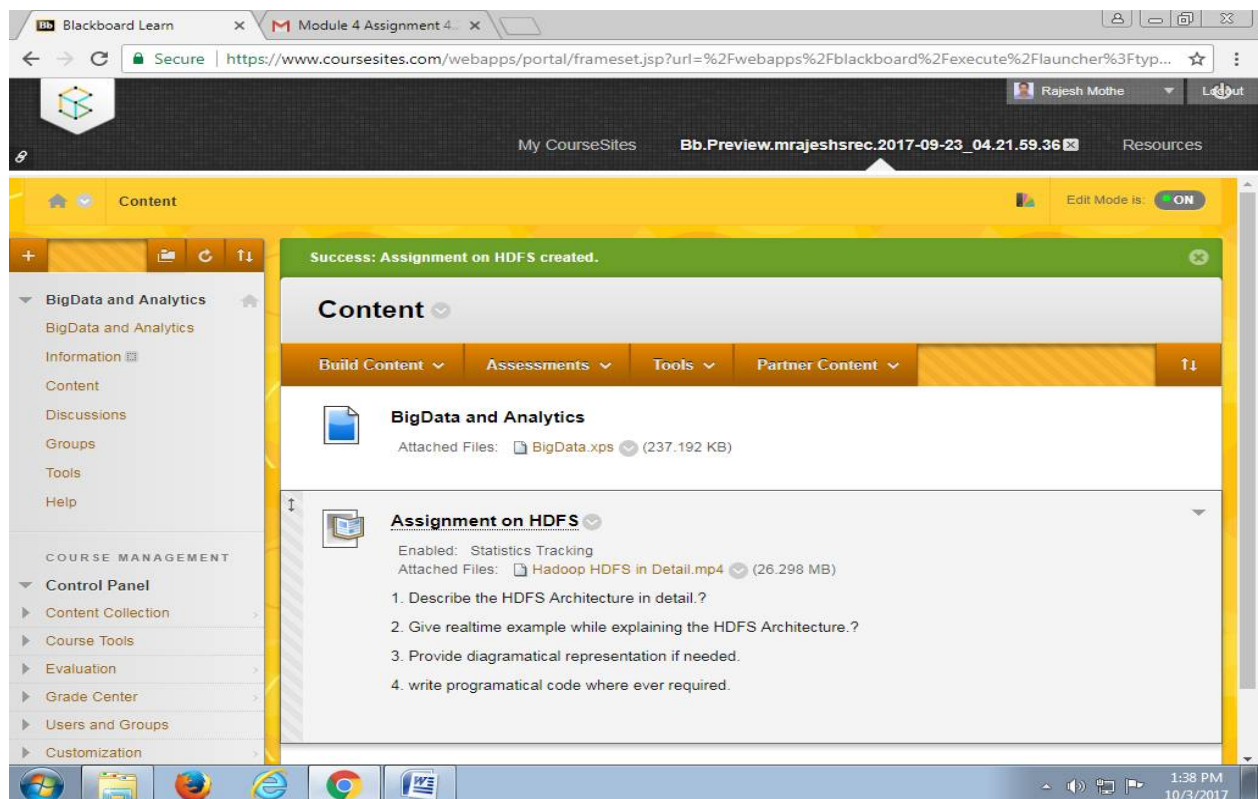 Bb Blackboard Learn
Module 4 Assignment 4
Secure https://www.coursesites.com/webapps/portal/frameset.jsp?url=%2Fwebapps%2Fblackboard%2Fexecute%2Flauncher%3Ftyp...
Rajesh Mothe
My CourseSites Bb.Preview.mrajeshsrec.2017-09-23_04.21.59.36 Resources
Content
Edit Mode is: ON
Success: Assignment on HDFS created.
BigData and Analytics
BigData and Analytics
Information
Content
Discussions
Groups
Tools
Help
COURSE MANAGEMENT
Control Panel
Content Collection
Course Tools
Evaluation
Grade Center
Users and Groups
Customization
Content
Build Content Assessments Tools Partner Content
BigData and Analytics
Attached Files: BigData.xps (237.192 KB)
Assignment on HDFS
Enabled: Statistics Tracking
Attached Files: Hadoop HDFS in Detail.mp4 (26.298 MB)
1. Describe the HDFS Architecture in detail.?
2. Give realtime example while explaining the HDFS Architecture.?
3. Provide diagramatical representation if needed.
4. write programatical code where ever required.
1:38 PM
10/3/2017